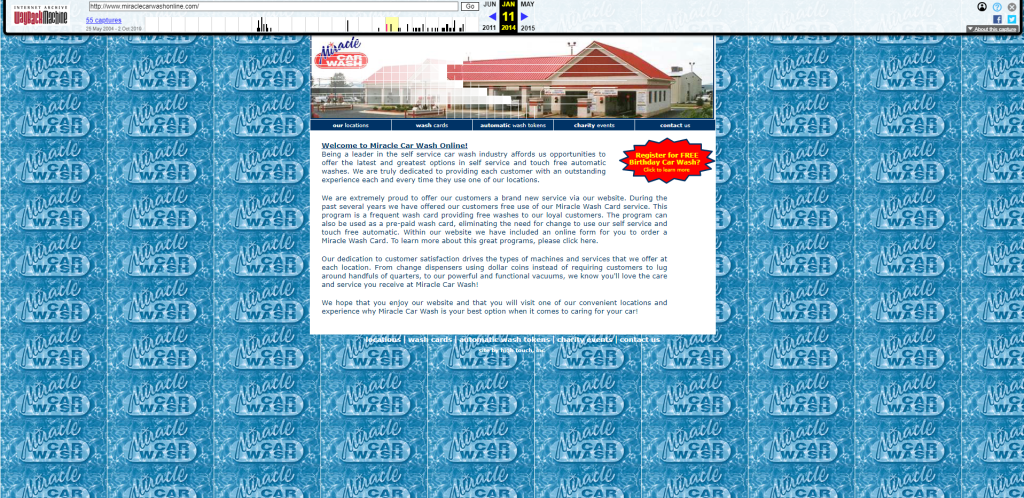 INTERNET ARCHIVE
WayBackMachine
http://www.miraclecarwashonline.com/
Go
JUN JAN MAY
55 captures
11
25 May 2004 - 2 Oct 2016
2011 2014 2015
About this capture
Miracle
CAR
WASH
our locations
wash cards
automatic wash tokens
charity events
contact us
Welcome to Miracle Car Wash Online!
Being a leader in the self service car wash industry affords us opportunities to
offer the latest and greatest options in self service and touch free automatic
washes. We are truly dedicated to providing each customer with an outstanding
experience each and every time they use one of our locations.
Register for FREE
Birthday Car Wash?
Click to learn more
We are extremely proud to offer our customers a brand new service via our website. During the
past several years we have offered our customers free use of our Miracle Wash Card service. This
program is a frequent wash card providing free washes to our loyal customers. The program can
also be used as a pre-paid wash card, eliminating the need for change to use our self service and
touch free automatic. Within our website we have included an online form for you to order a
Miracle Wash Card. To learn more about this great programs, please click here.
Our dedication to customer satisfaction drives the types of machines and services that we offer at
each location. From change dispensers using dollar coins instead of requiring customers to lug
around handfuls of quarters, to our powerful and functional vacuums, we know you'll love the care
and service you receive at Miracle Car Wash!
We hope that you enjoy our website and that you will visit one of our convenient locations and
experience why Miracle Car Wash is your best option when it comes to caring for your car!
locations | wash cards | automatic wash tokens | charity events | contact us
site by high touch, inc.